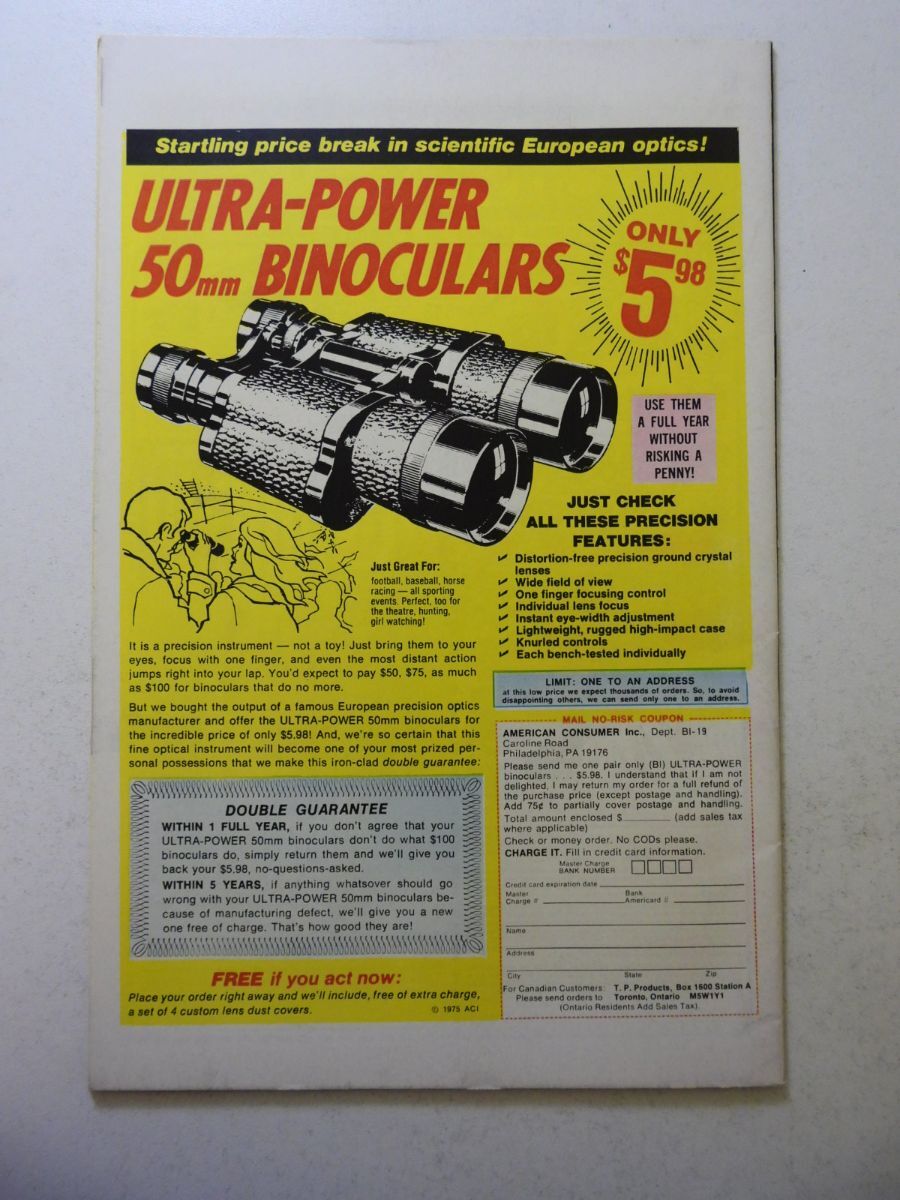 Startling price break in scientific European optics!
ULTRA-POWER
50mm BINOCULARS
ONLY
$5 98
USE THEM
A FULL YEAR
WITHOUT
RISKING A
PENNY!
JUST CHECK
ALL THESE PRECISION
FEATURES:
✓ Distortion-free precision ground crystal
lenses
✓ Wide field of view
✓ One finger focusing control
✓ Individual lens focus
✓ Instant eye-width adjustment
✓ Lightweight, rugged high-impact case
✓ Knurled controls
✓ Each bench-tested individually
Just Great For:
football, baseball, horse
racing — all sporting
events. Perfect, too for
the theatre, hunting,
girl watching!
It is a precision instrument — not a toy! Just bring them to your
eyes, focus with one finger, and even the most distant action
jumps right into your lap. You'd expect to pay $50, $75, as much
as $100 for binoculars that do no more.
But we bought the output of a famous European precision optics
manufacturer and offer the ULTRA-POWER 50mm binoculars for
the incredible price of only $5.98! And, we're so certain that this
fine optical instrument will become one of your most prized per-
sonal possessions that we make this iron-clad double guarantee:
DOUBLE GUARANTEE
WITHIN 1 FULL YEAR, if you don't agree that your
ULTRA-POWER 50mm binoculars don't do what $100
binoculars do, simply return them and we'll give you
back your $5.98, no-questions-asked.
WITHIN 5 YEARS, if anything whatsover should go
wrong with your ULTRA-POWER 50mm binoculars be-
cause of manufacturing defect, we'll give you a new
one free of charge. That's how good they are!
FREE if you act now:
Place your order right away and we'll include, free of extra charge,
a set of 4 custom lens dust covers.
© 1975 ACI
LIMIT: ONE TO AN ADDRESS
at this low price we expect thousands of orders. So, to avoid
disappointing others, we can send only one to an address.
MAIL NO-RISK COUPON
AMERICAN CONSUMER Inc., Dept. BI-19
Caroline Road
Philadelphia, PA 19176
Please send me one pair only (BI) ULTRA-POWER
binoculars . . . $5.98. I understand that if I am not
delighted, I may return my order for a full refund of
the purchase price (except postage and handling).
Add 75¢ to partially cover postage and handling.
Total amount enclosed $ (add sales tax
where applicable)
Check or money order. No CODs please.
CHARGE IT. Fill in credit card information.
Master Charge
BANK NUMBER
Credit card expiration date
Master Bank
Charge # Americard #
Name
Address
City State Zip
For Canadian Customers: T. P. Products, Box 1600 Station A
Please send orders to Toronto, Ontario M5W1Y1
(Ontario Residents Add Sales Tax).